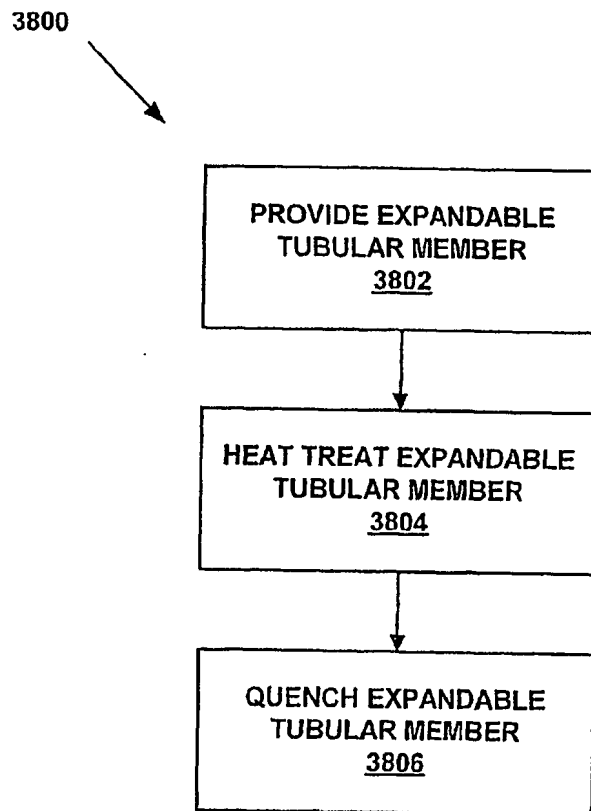 3800
PROVIDE EXPANDABLE
TUBULAR MEMBER
3802
HEAT TREAT EXPANDABLE
TUBULAR MEMBER
3804
QUENCH EXPANDABLE
TUBULAR MEMBER
3806